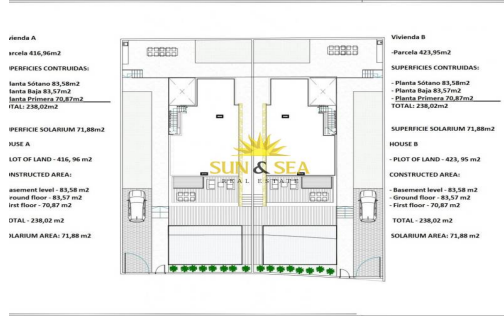 Vivienda A
Parcela 416,96m2
SUPERFICIES CONTRUIDAS:
Planta Sótano 83,58m2
Planta Baja 83,57m2
Planta Primera 70,87m2
TOTAL: 238,02m2
SUPERFICIE SOLARIUM 71,88m2
HOUSE A
PLOT OF LAND - 416, 96 m2
CONSTRUCTED AREA:
Basement level - 83,58 m2
Ground floor - 83,57 m2
First floor - 70,87 m2
TOTAL - 238,02 m2
SOLARIUM AREA: 71,88 m2
SUN & SEA
REAL ESTATE
Vivienda B
-Parcela 423,95m2
SUPERFICIES CONTRUIDAS:
- Planta Sótano 83,58m2
- Planta Baja 83,57m2
- Planta Primera 70,87m2
TOTAL: 238,02m2
SUPERFICIE SOLARIUM 71,88m2
HOUSE B
- PLOT OF LAND - 423, 95 m2
CONSTRUCTED AREA:
- Basement level - 83,58 m2
-Ground floor - 83,57 m2
- First floor - 70,87 m2
TOTAL - 238,02 m2
SOLARIUM AREA: 71,88 m2